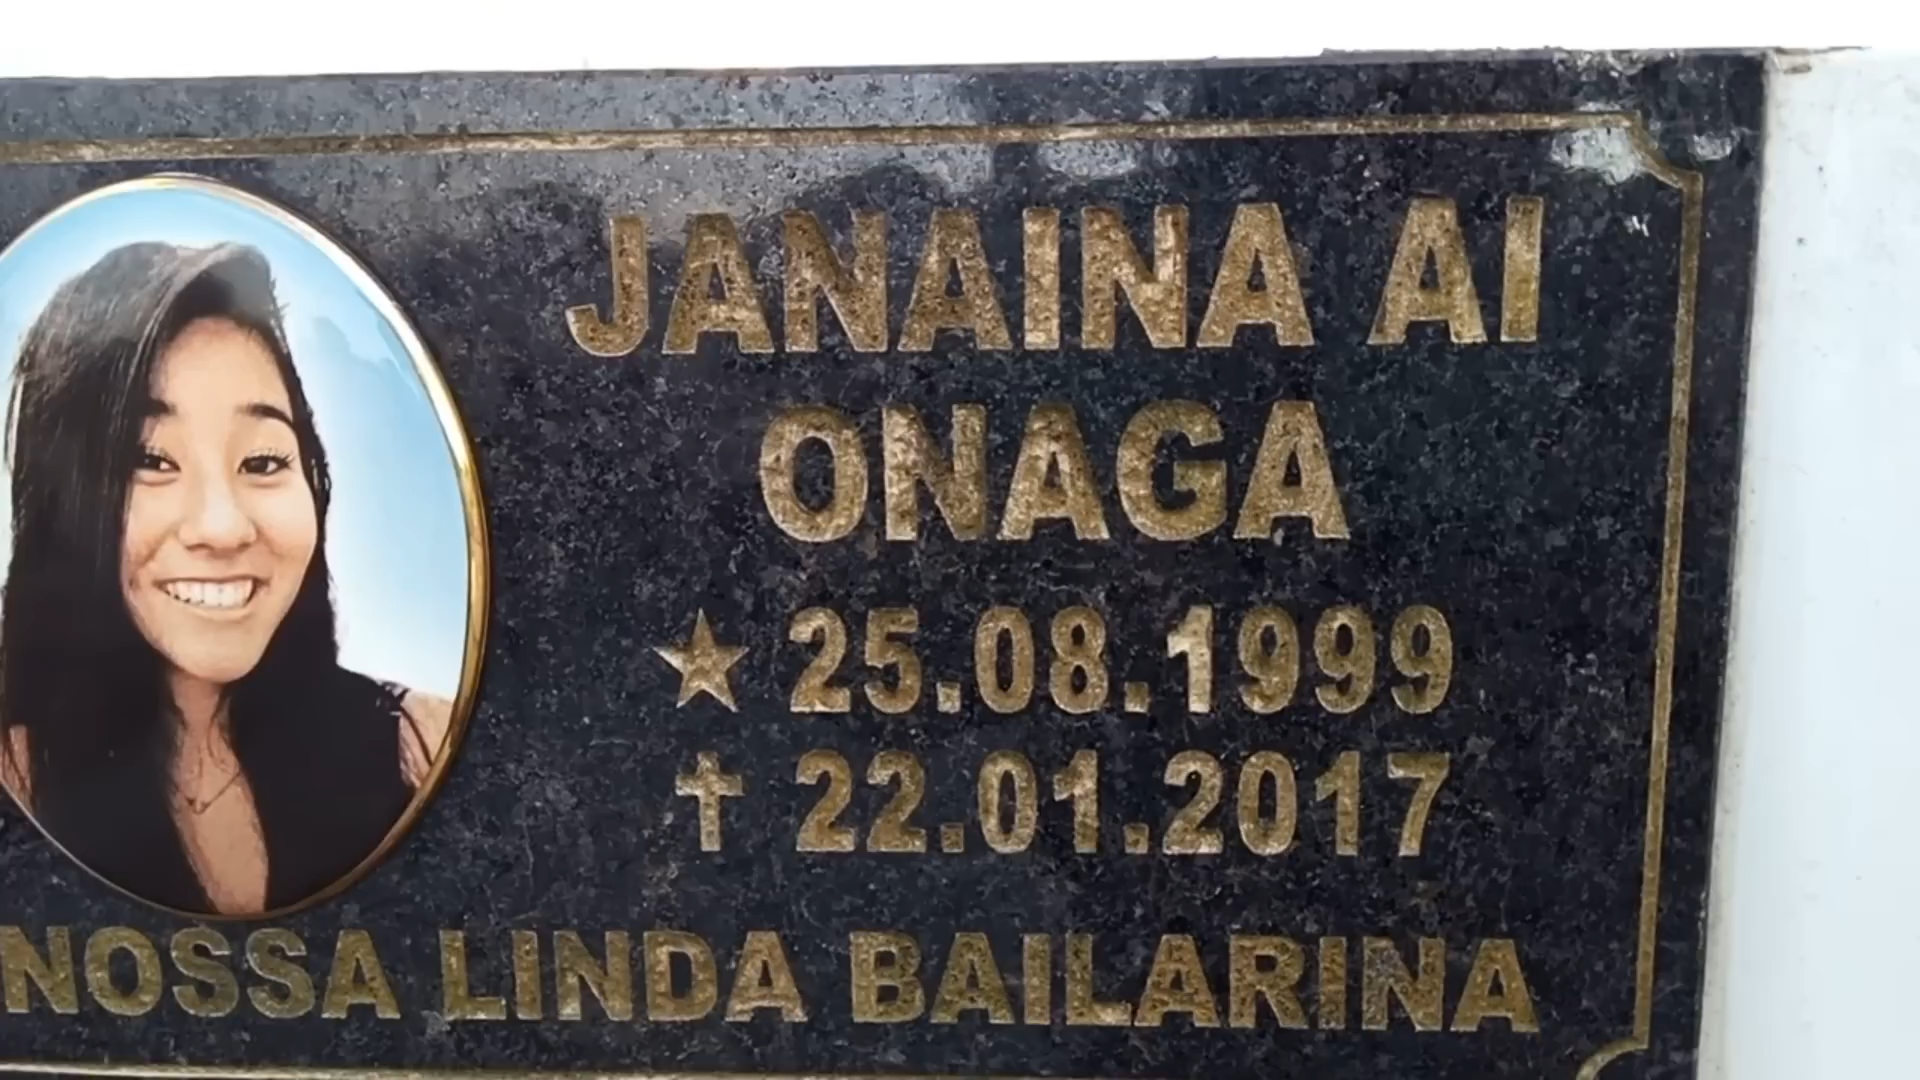 JANAINA AI
ONAGA
★ 25.08.1999
✝ 22.01.2017
NOSSA LINDA BAILARINA